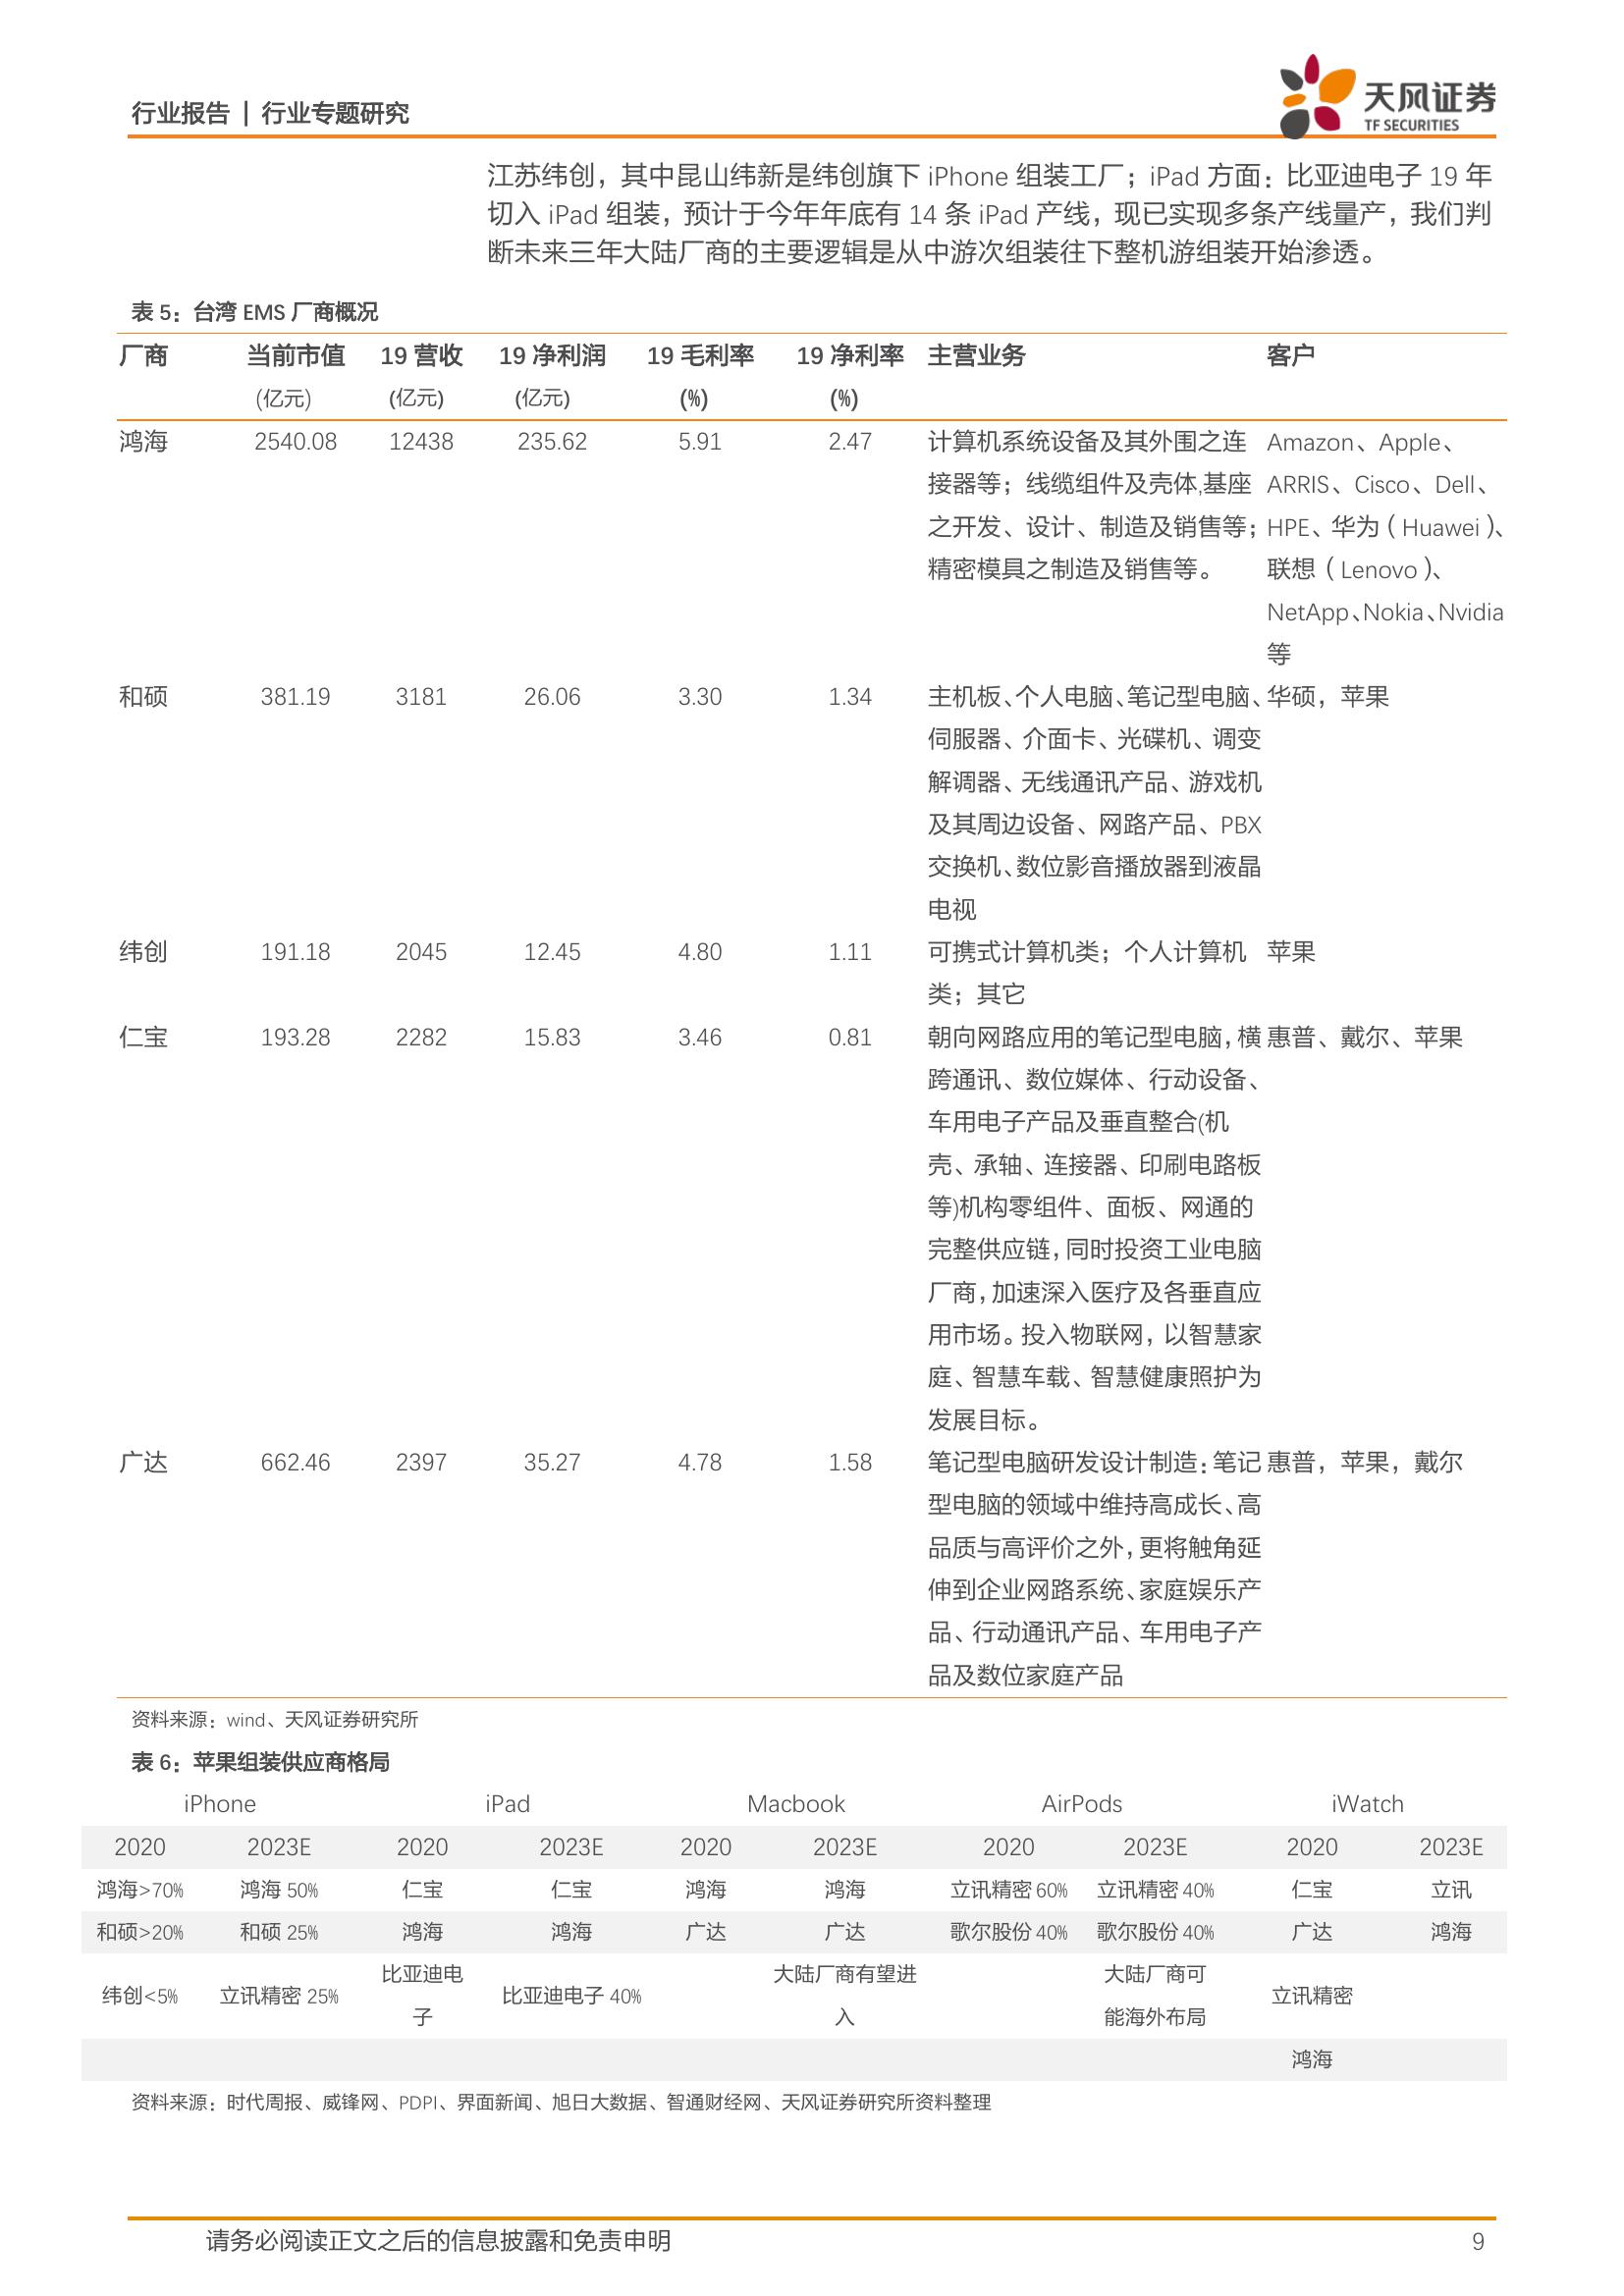 行业报告 | 行业专题研究
天风证券
TF SECURITIES
江苏纬创，其中昆山纬新是纬创旗下 iPhone 组装工厂；iPad 方面：比亚迪电子 19 年
切入 iPad 组装，预计于今年年底有 14 条 iPad 产线，现已实现多条产线量产，我们判
断未来三年大陆厂商的主要逻辑是从中游次组装往下整机游组装开始渗透。
表 5：台湾 EMS 厂商概况
厂商 当前市值 19 营收 19 净利润 19 毛利率 19 净利率 主营业务 客户
(亿元) (亿元) (亿元) (%) (%)
鸿海 2540.08 12438 235.62 5.91 2.47 计算机系统设备及其外围之连 Amazon、Apple、
接器等；线缆组件及壳体,基座 ARRIS、Cisco、Dell、
之开发、设计、制造及销售等； HPE、华为（Huawei）、
精密模具之制造及销售等。 联想（Lenovo）、
NetApp、Nokia、Nvidia
等
和硕 381.19 3181 26.06 3.30 1.34 主机板、个人电脑、笔记型电脑、 华硕，苹果
伺服器、介面卡、光碟机、调变
解调器、无线通讯产品、游戏机
及其周边设备、网路产品、PBX
交换机、数位影音播放器到液晶
电视
纬创 191.18 2045 12.45 4.80 1.11 可携式计算机类；个人计算机 苹果
类；其它
仁宝 193.28 2282 15.83 3.46 0.81 朝向网路应用的笔记型电脑，横 惠普、戴尔、苹果
跨通讯、数位媒体、行动设备、
车用电子产品及垂直整合(机
壳、承轴、连接器、印刷电路板
等)机构零组件、面板、网通的
完整供应链，同时投资工业电脑
厂商，加速深入医疗及各垂直应
用市场。投入物联网，以智慧家
庭、智慧车载、智慧健康照护为
发展目标。
广达 662.46 2397 35.27 4.78 1.58 笔记型电脑研发设计制造：笔记 惠普，苹果，戴尔
型电脑的领域中维持高成长、高
品质与高评价之外，更将触角延
伸到企业网路系统、家庭娱乐产
品、行动通讯产品、车用电子产
品及数位家庭产品
资料来源：wind、天风证券研究所
表 6：苹果组装供应商格局
iPhone iPad Macbook AirPods iWatch
2020 2023E 2020 2023E 2020 2023E 2020 2023E 2020 2023E
鸿海>70% 鸿海 50% 仁宝 仁宝 鸿海 鸿海 立讯精密 60% 立讯精密 40% 仁宝 立讯
和硕>20% 和硕 25% 鸿海 鸿海 广达 广达 歌尔股份 40% 歌尔股份 40% 广达 鸿海
比亚迪电 大陆厂商有望进 大陆厂商可
纬创<5% 立讯精密 25% 比亚迪电子 40% 立讯精密
子 入 能海外布局
鸿海
资料来源：时代周报、威锋网、PDPI、界面新闻、旭日大数据、智通财经网、天风证券研究所资料整理
请务必阅读正文之后的信息披露和免责申明 9